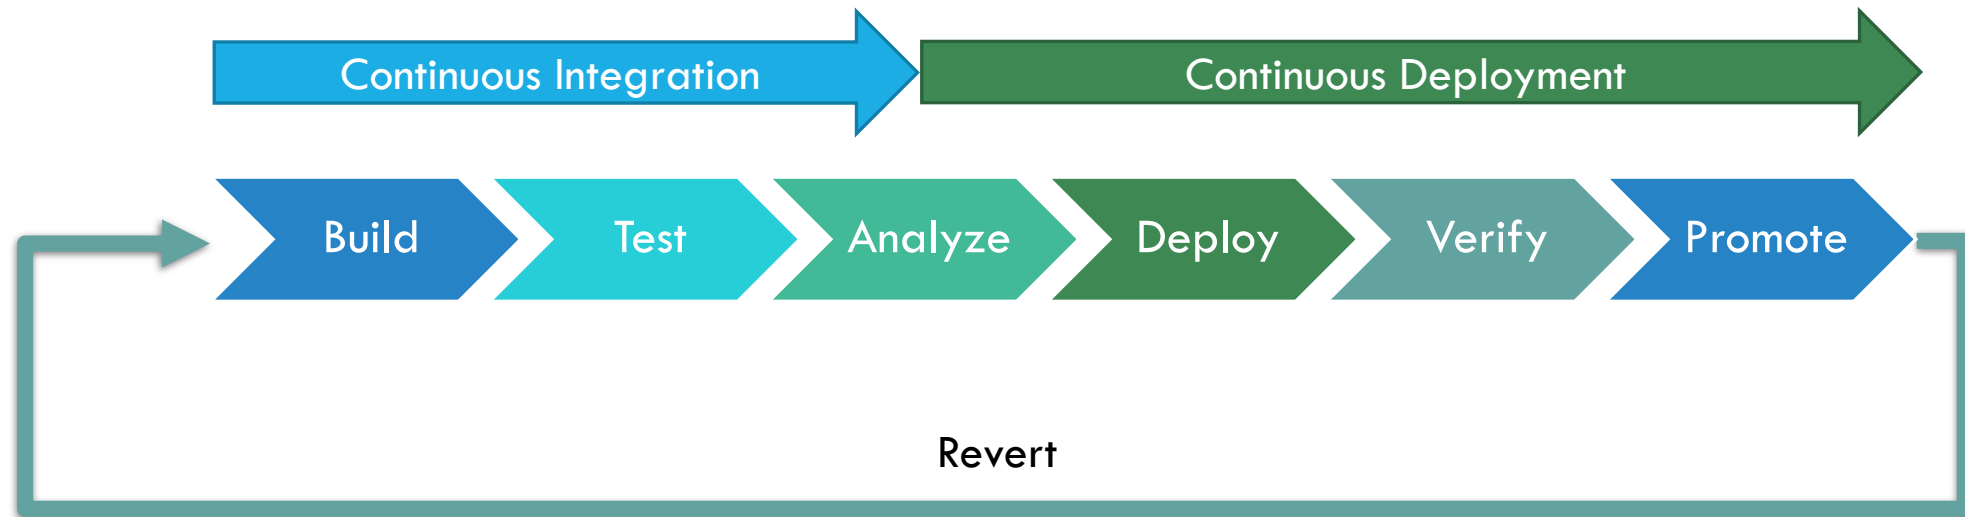 Continuous Integration
Continuous Deployment
Build
Test
Analyze
Deploy
Verify
Promote
Revert